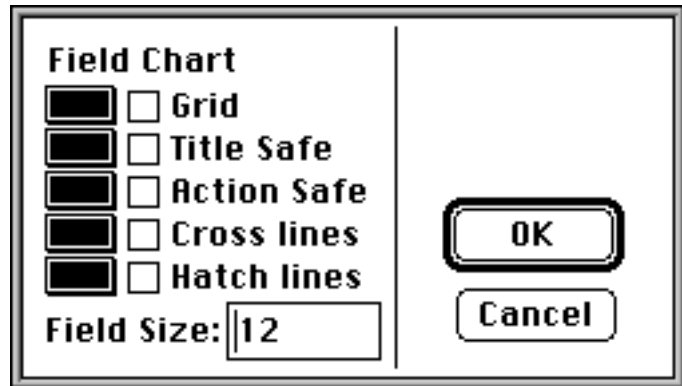 Field Chart
Grid
Title Safe
Action Safe
Cross lines
Hatch lines
Field Size: 12
OK
Cancel